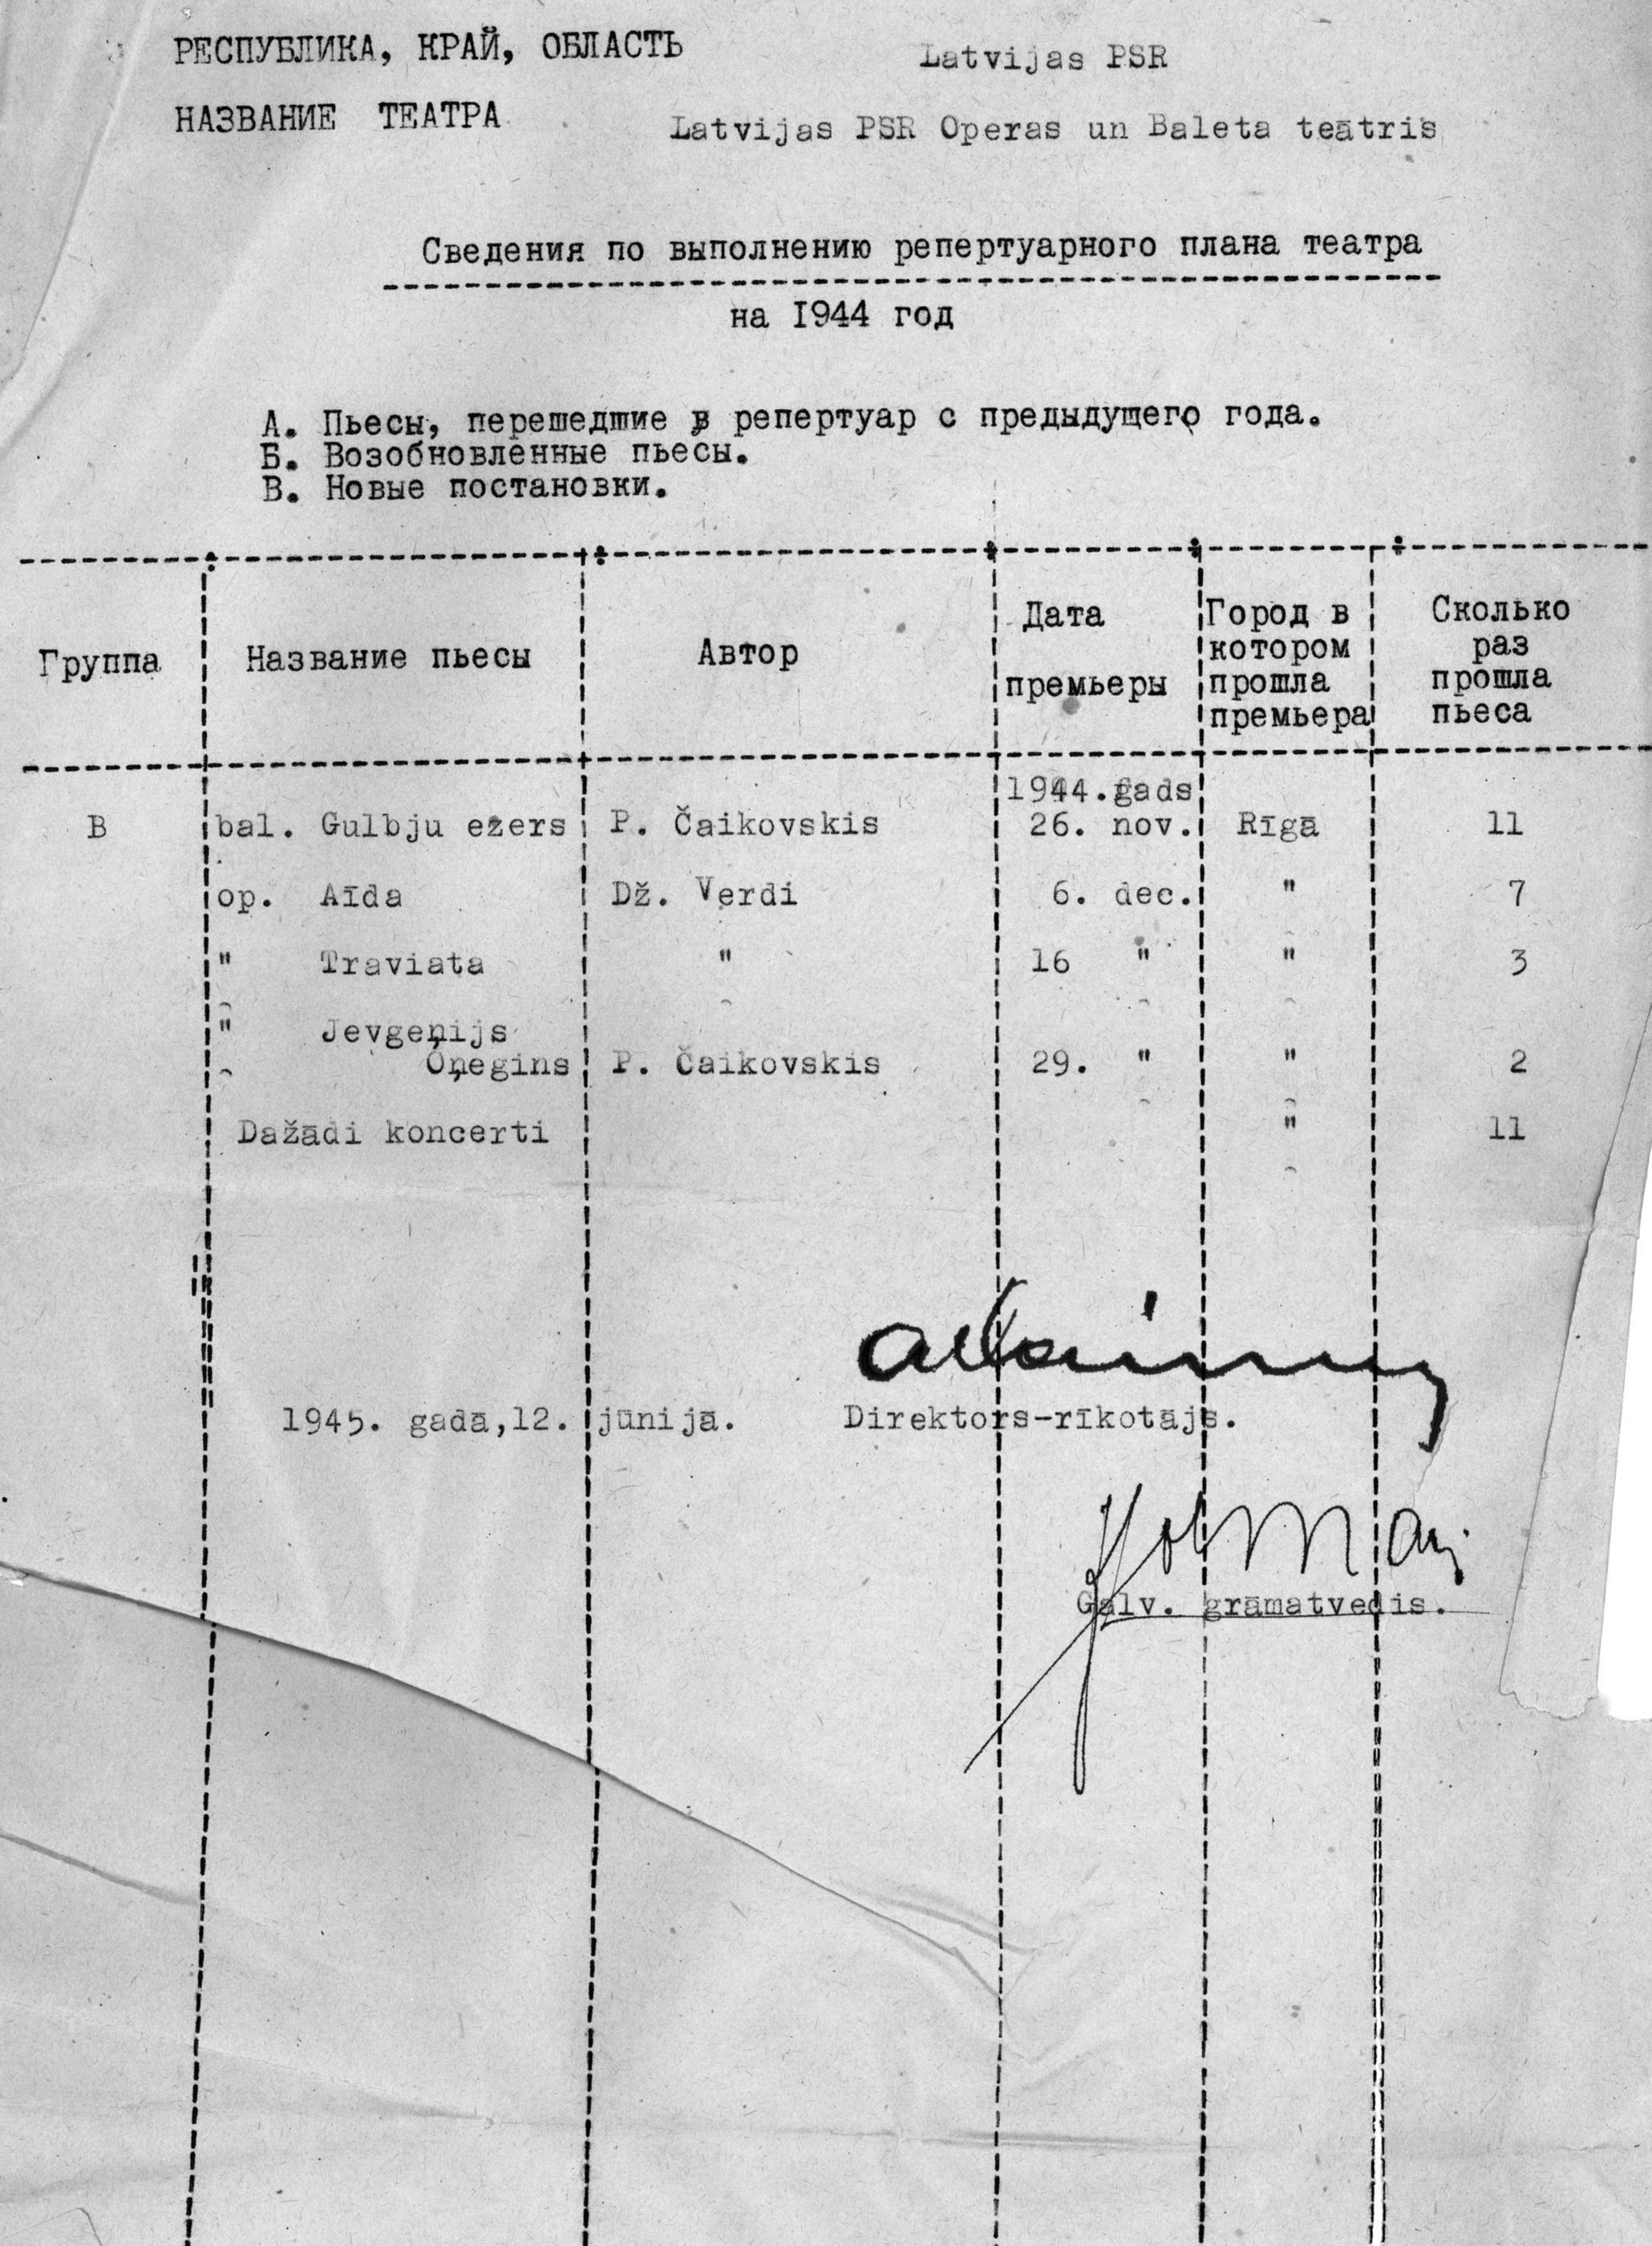 РЕСПУБЛИКА, КРАЙ, ОБЛАСТЬ Latvijas PSR
НАЗВАНИЕ ТЕАТРА Latvijas PSR Operas un Baleta teātris
Сведения по выполнению репертуарного плана театра
на 1944 год
А. Пьесы, перешедшие в репертуар с предыдущего года.
Б. Возобновленные пьесы.
В. Новые постановки.
Группа Название пьесы Автор Дата премьеры Город в котором прошла премьера Сколько раз прошла пьеса
1944.gads
В bal. Gulbju ezers P. Čaikovskis 26. nov. Rīgā 11
op. Aīda Dž. Verdi 6. dec. " 7
" Traviata " 16 " " 3
" Jevgeņijs
Oņegins P. Čaikovskis 29. " " 2
Dažādi koncerti " 11
1945. gadā,12. jūnijā. Direktors-rīkotājs.
Galv. grāmatvedis.